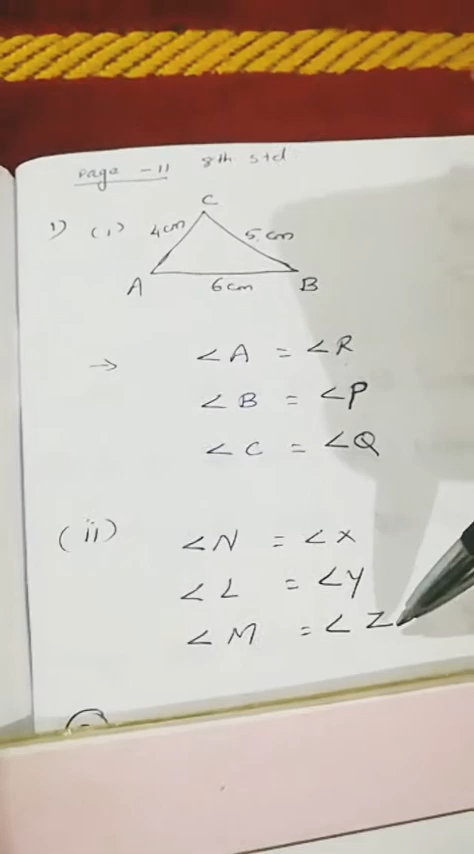 Page - 11 8th std.
1) (i)
C
4cm 5cm
A 6cm B
→ ∠A = ∠R
∠B = ∠P
∠C = ∠Q
(ii) ∠N = ∠X
∠L = ∠Y
∠M = ∠Z